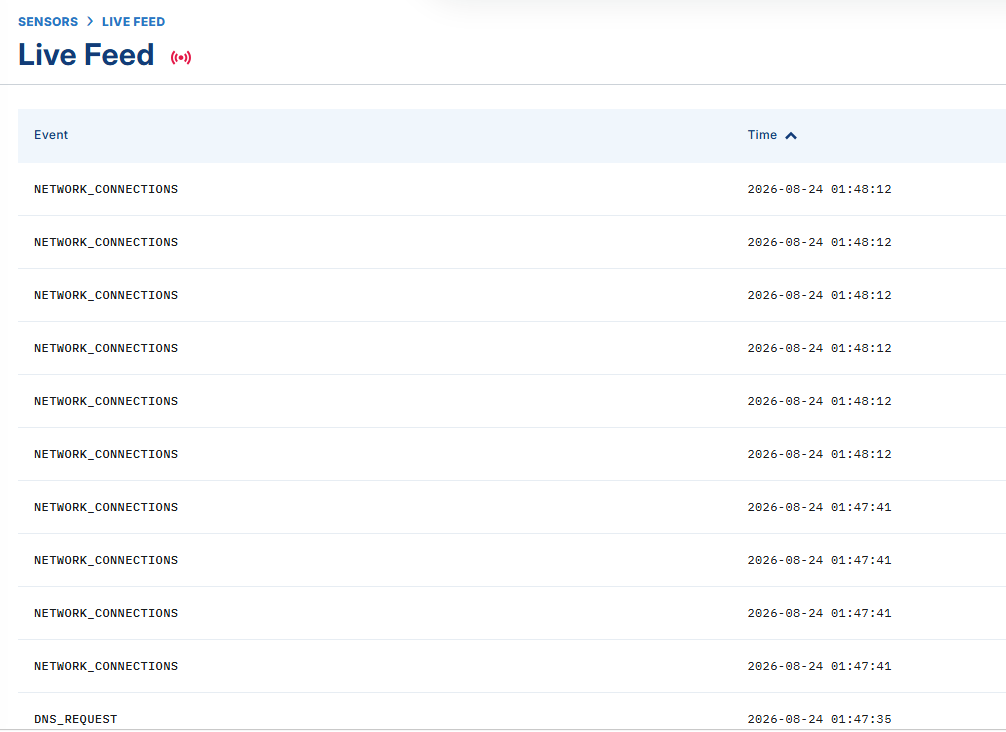 SENSORS > LIVE FEED
Live Feed
Event Time
NETWORK_CONNECTIONS 2026-08-24 01:48:12
NETWORK_CONNECTIONS 2026-08-24 01:48:12
NETWORK_CONNECTIONS 2026-08-24 01:48:12
NETWORK_CONNECTIONS 2026-08-24 01:48:12
NETWORK_CONNECTIONS 2026-08-24 01:48:12
NETWORK_CONNECTIONS 2026-08-24 01:48:12
NETWORK_CONNECTIONS 2026-08-24 01:47:41
NETWORK_CONNECTIONS 2026-08-24 01:47:41
NETWORK_CONNECTIONS 2026-08-24 01:47:41
NETWORK_CONNECTIONS 2026-08-24 01:47:41
DNS_REQUEST 2026-08-24 01:47:35